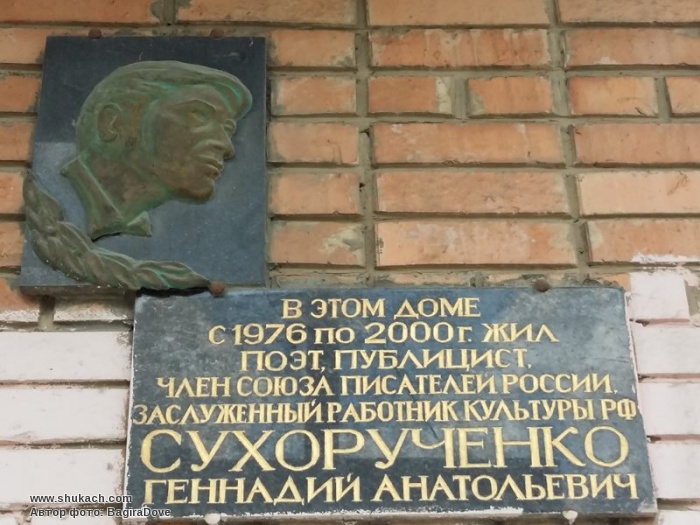 В ЭТОМ ДОМЕ
С 1976 ПО 2000 Г. ЖИЛ
ПОЭТ, ПУБЛИЦИСТ,
ЧЛЕН СОЮЗА ПИСАТЕЛЕЙ РОССИИ,
ЗАСЛУЖЕННЫЙ РАБОТНИК КУЛЬТУРЫ РФ
СУХОРУЧЕНКО
ГЕННАДИЙ АНАТОЛЬЕВИЧ
www.shukach.com
Автор фото: BagiraDove